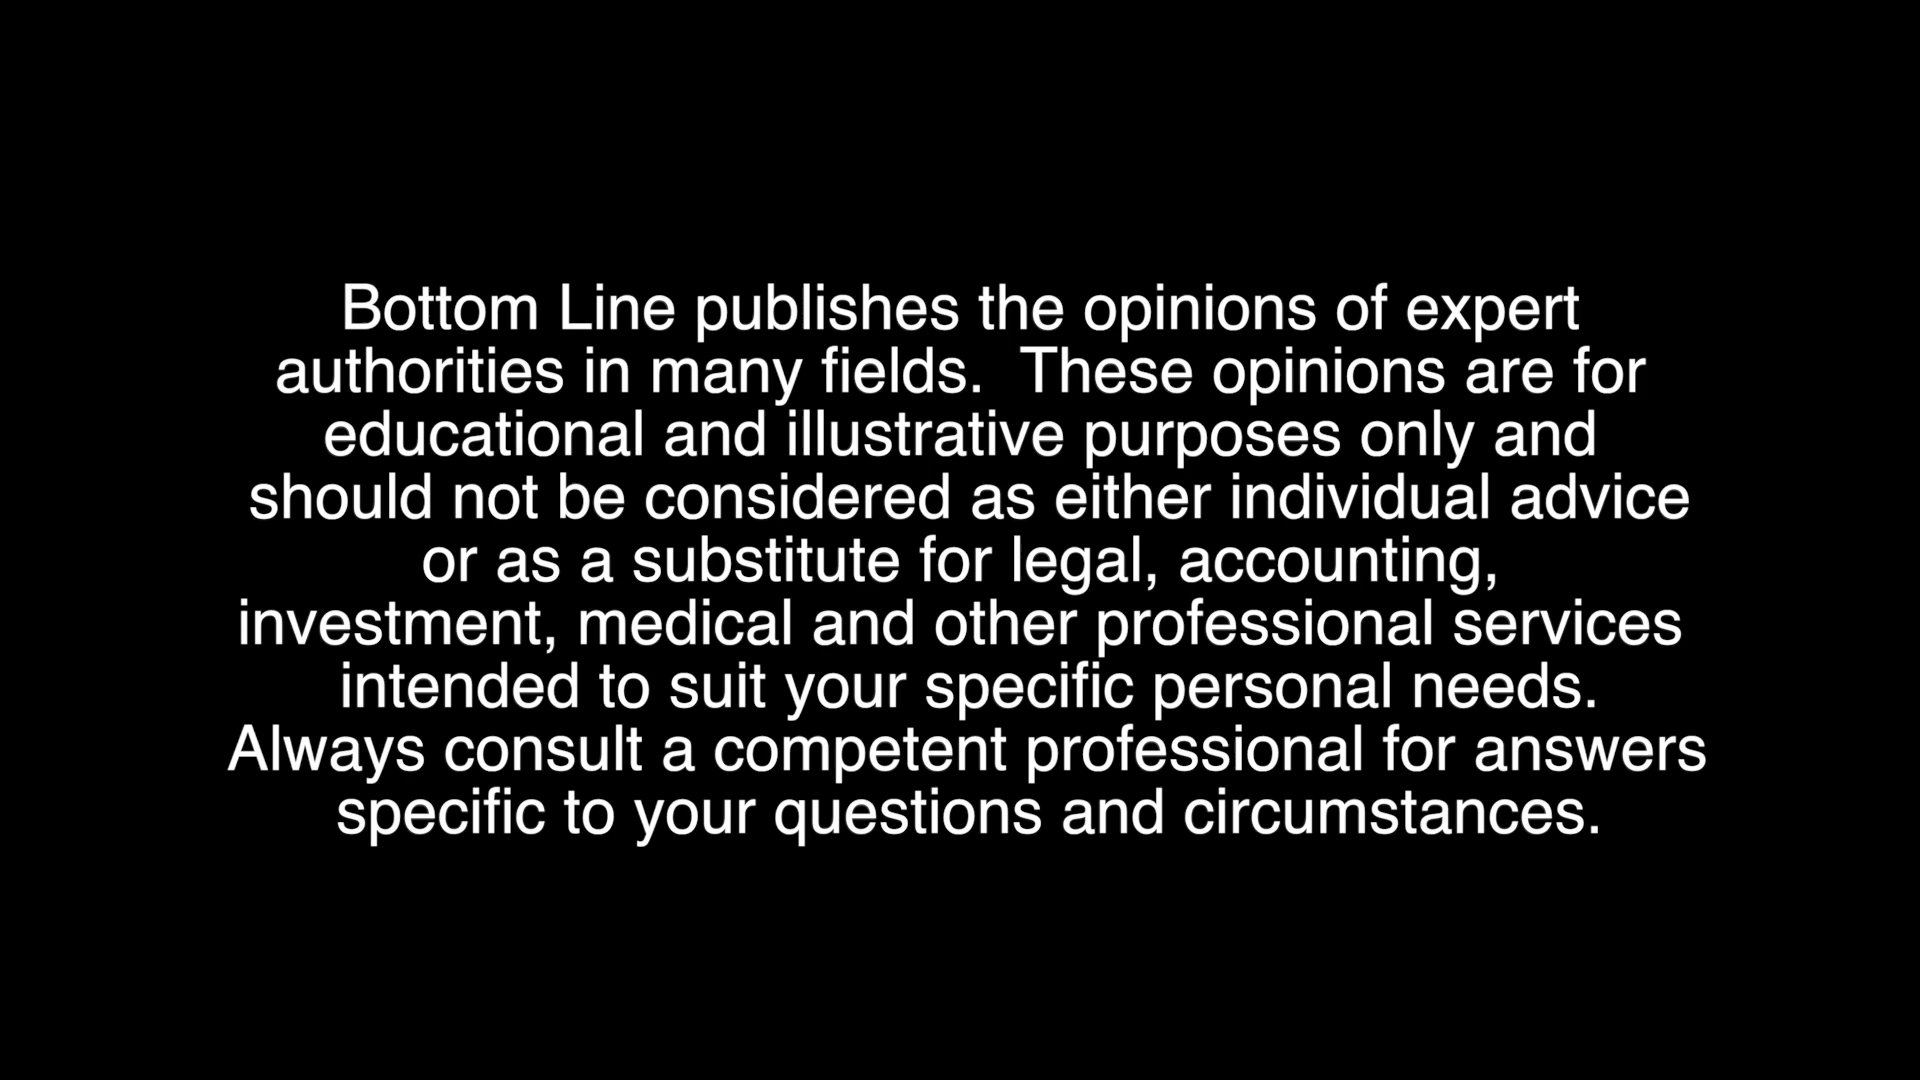 Bottom Line publishes the opinions of expert
authorities in many fields.  These opinions are for
educational and illustrative purposes only and
should not be considered as either individual advice
or as a substitute for legal, accounting,
investment, medical and other professional services
intended to suit your specific personal needs.
Always consult a competent professional for answers
specific to your questions and circumstances.